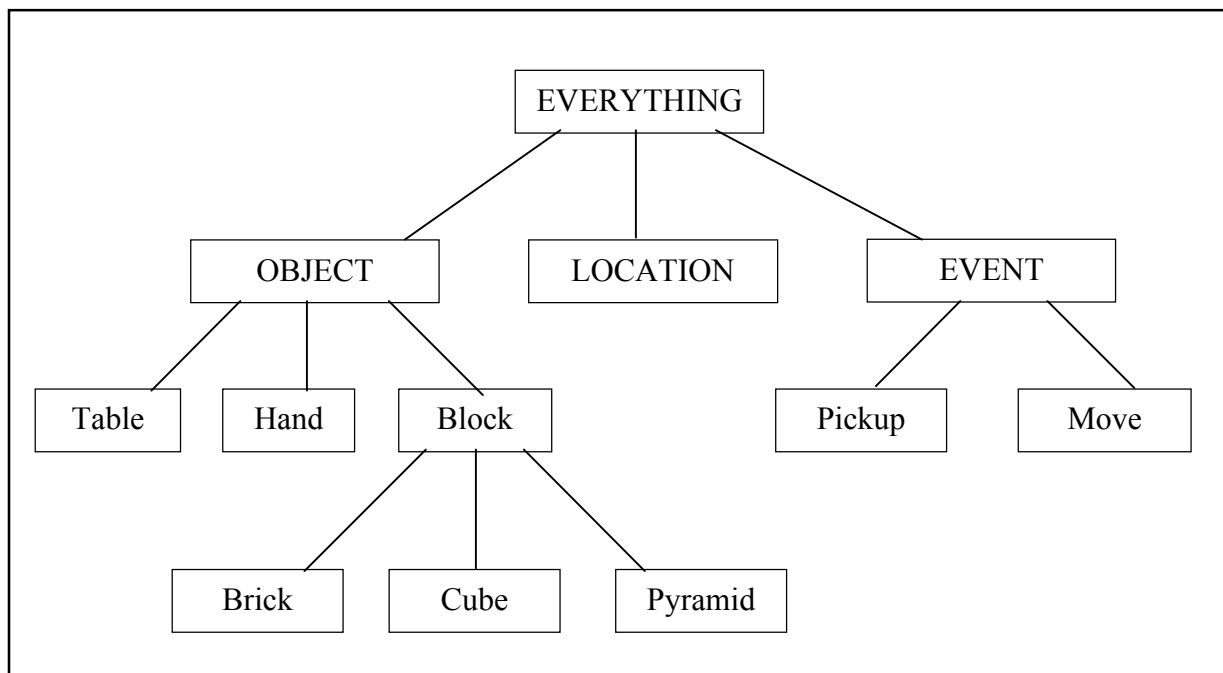 EVERYTHING
OBJECT
LOCATION
EVENT
Table
Hand
Block
Pickup
Move
Brick
Cube
Pyramid